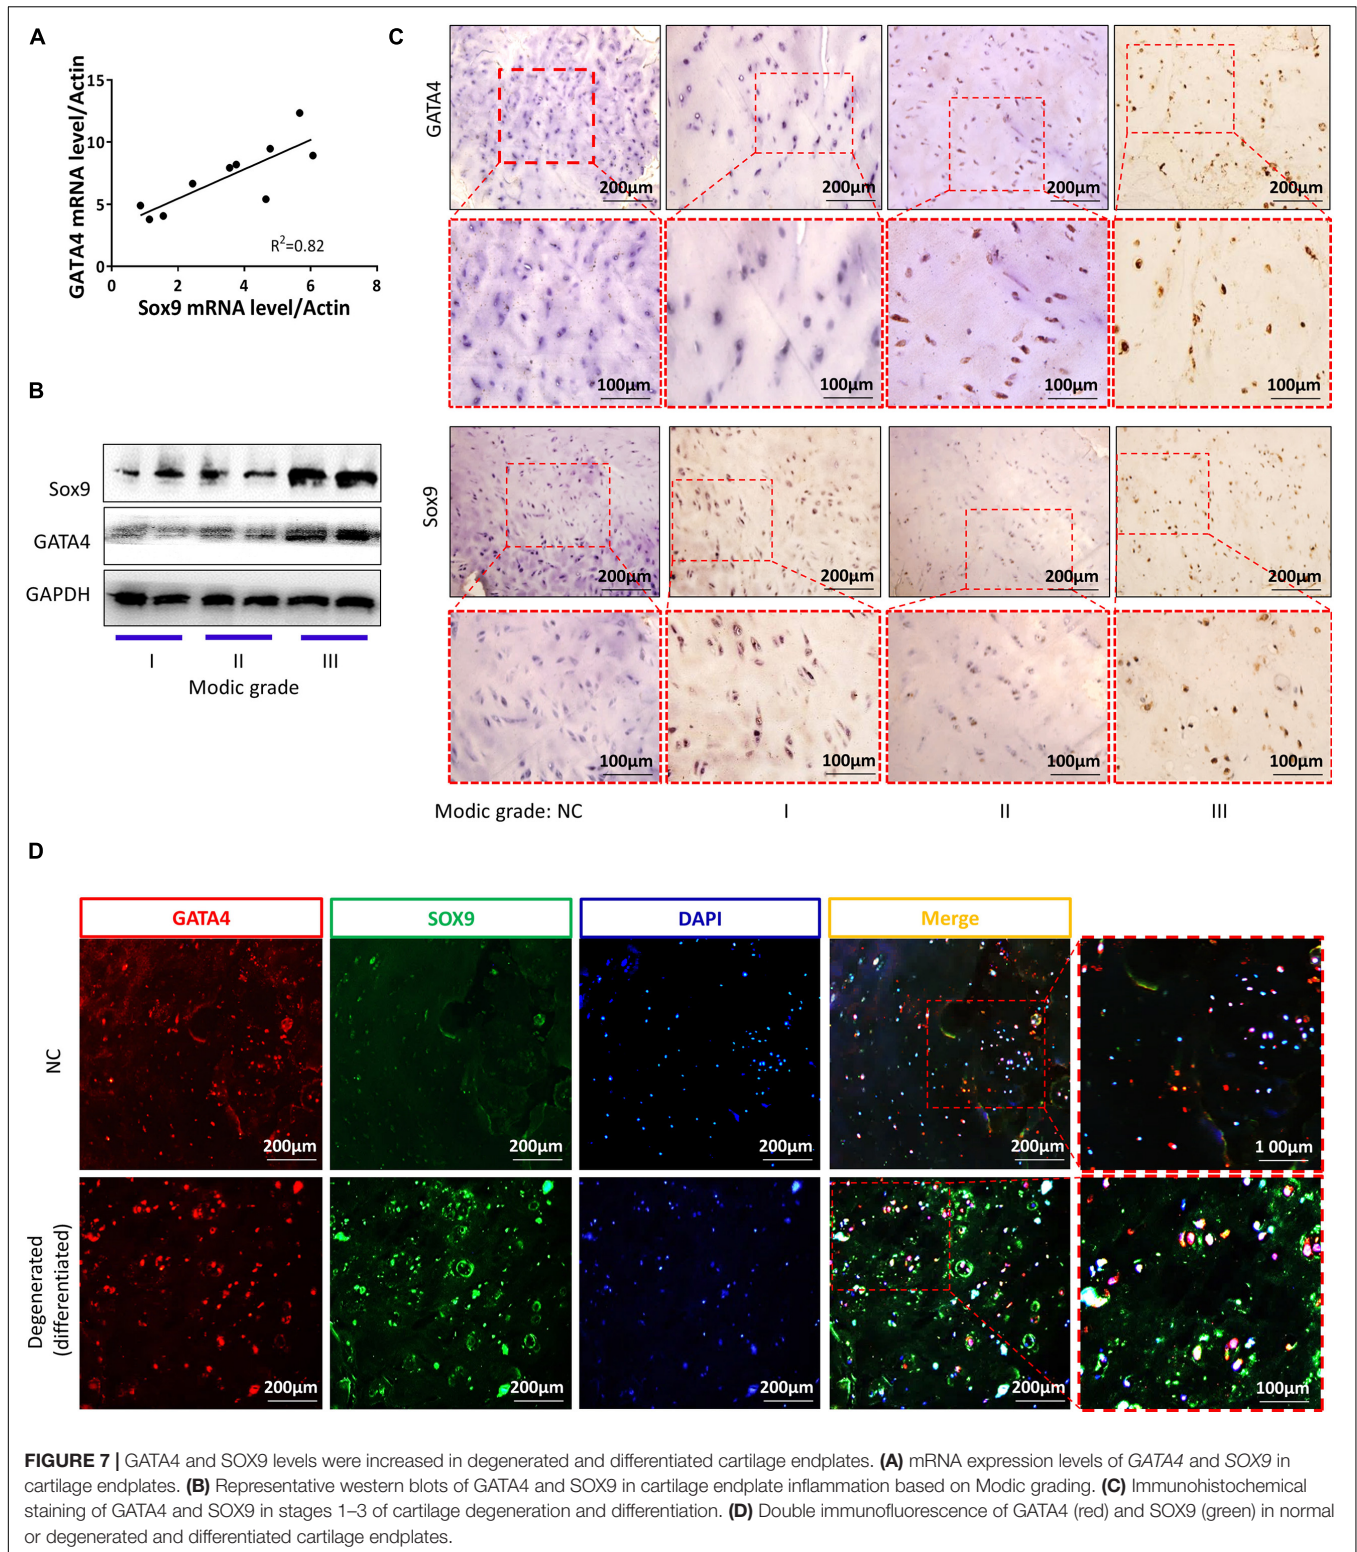 A
GATA4 mRNA level/Actin
15
10
5
0
R²=0.82
0 2 4 6 8
Sox9 mRNA level/Actin
B
Sox9
GATA4
GAPDH
I II III
Modic grade
C
GATA4
200µm 200µm 200µm 200µm
100µm 100µm 100µm 100µm
Sox9
200µm 200µm 200µm 200µm
100µm 100µm 100µm 100µm
Modic grade: NC I II III
D
GATA4 SOX9 DAPI Merge
NC
200µm 200µm 200µm 200µm 1 00µm
Degenerated
(differentiated)
200µm 200µm 200µm 200µm 100µm
FIGURE 7 | GATA4 and SOX9 levels were increased in degenerated and differentiated cartilage endplates. (A) mRNA expression levels of GATA4 and SOX9 in
cartilage endplates. (B) Representative western blots of GATA4 and SOX9 in cartilage endplate inflammation based on Modic grading. (C) Immunohistochemical
staining of GATA4 and SOX9 in stages 1–3 of cartilage degeneration and differentiation. (D) Double immunofluorescence of GATA4 (red) and SOX9 (green) in normal
or degenerated and differentiated cartilage endplates.